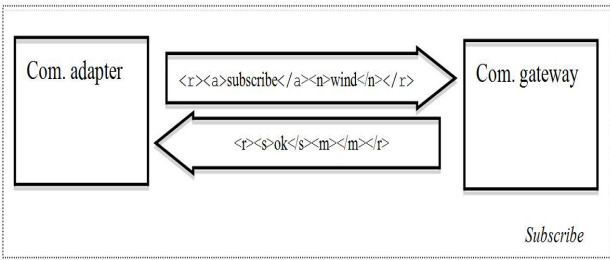 Com. adapter
<r><a>subscribe</a><n>wind</n></r>
Com. gateway
<r><s>ok</s><m></m></r>
Subscribe